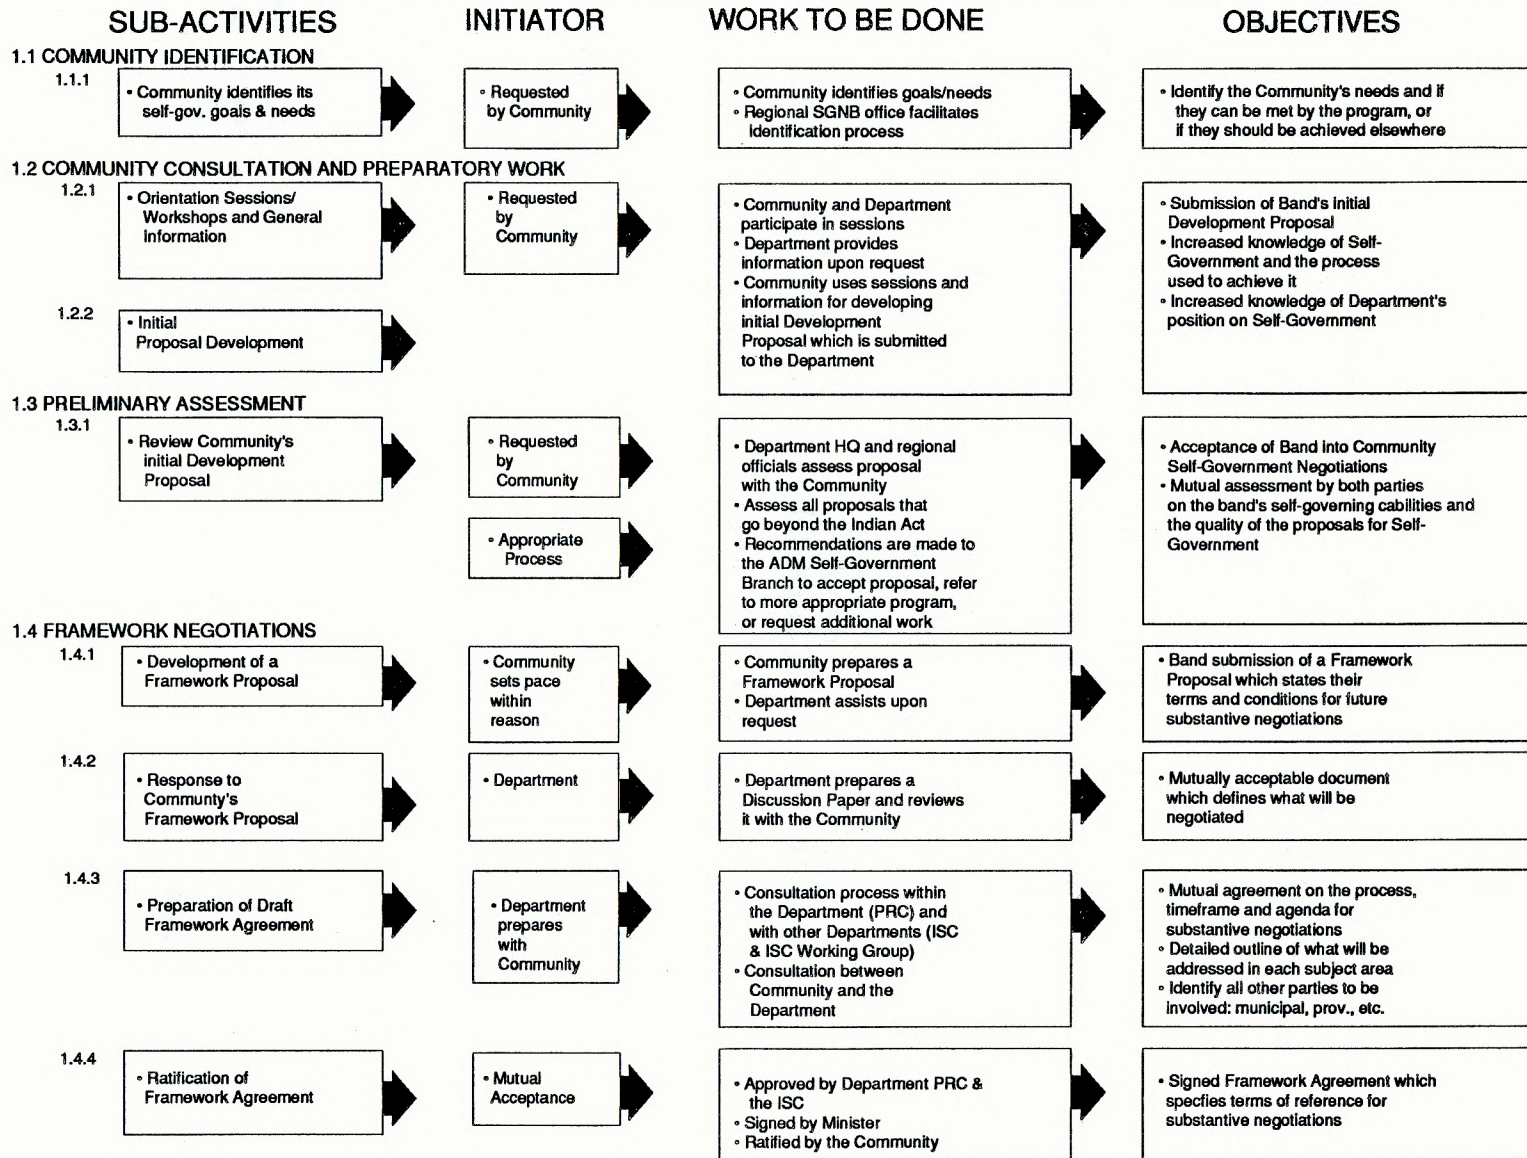 SUB-ACTIVITIES INITIATOR WORK TO BE DONE OBJECTIVES
1.1 COMMUNITY IDENTIFICATION
1.1.1
• Community identifies its
self-gov. goals & needs
• Requested
by Community
• Community identifies goals/needs
• Regional SGNB office facilitates
identification process
• Identify the Community's needs and if
they can be met by the program, or
if they should be achieved elsewhere
1.2 COMMUNITY CONSULTATION AND PREPARATORY WORK
1.2.1
• Orientation Sessions/
Workshops and General
Information
• Requested
by
Community
• Community and Department
participate in sessions
• Department provides
information upon request
• Community uses sessions and
information for developing
initial Development
Proposal which is submitted
to the Department
• Submission of Band's initial
Development Proposal
• Increased knowledge of Self-
Government and the process
used to achieve it
• Increased knowledge of Department's
position on Self-Government
1.2.2
• Initial
Proposal Development
1.3 PRELIMINARY ASSESSMENT
1.3.1
• Review Community's
initial Development
Proposal
• Requested
by
Community
• Appropriate
Process
• Department HQ and regional
officials assess proposal
with the Community
• Assess all proposals that
go beyond the Indian Act
• Recommendations are made to
the ADM Self-Government
Branch to accept proposal, refer
to more appropriate program,
or request additional work
• Acceptance of Band into Community
Self-Government Negotiations
• Mutual assessment by both parties
on the band's self-governing cabilities and
the quality of the proposals for Self-
Government
1.4 FRAMEWORK NEGOTIATIONS
1.4.1
• Development of a
Framework Proposal
• Community
sets pace
within
reason
• Community prepares a
Framework Proposal
• Department assists upon
request
• Band submission of a Framework
Proposal which states their
terms and conditions for future
substantive negotiations
1.4.2
• Response to
Communty's
Framework Proposal
• Department
• Department prepares a
Discussion Paper and reviews
it with the Community
• Mutually acceptable document
which defines what will be
negotiated
1.4.3
• Preparation of Draft
Framework Agreement
• Department
prepares
with
Community
• Consultation process within
the Department (PRC) and
with other Departments (ISC
& ISC Working Group)
• Consultation between
Community and the
Department
• Mutual agreement on the process,
timeframe and agenda for
substantive negotiations
• Detailed outline of what will be
addressed in each subject area
• Identify all other parties to be
involved: municipal, prov., etc.
1.4.4
• Ratification of
Framework Agreement
• Mutual
Acceptance
• Approved by Department PRC &
the ISC
• Signed by Minister
• Ratified by the Community
• Signed Framework Agreement which
specfies terms of reference for
substantive negotiations